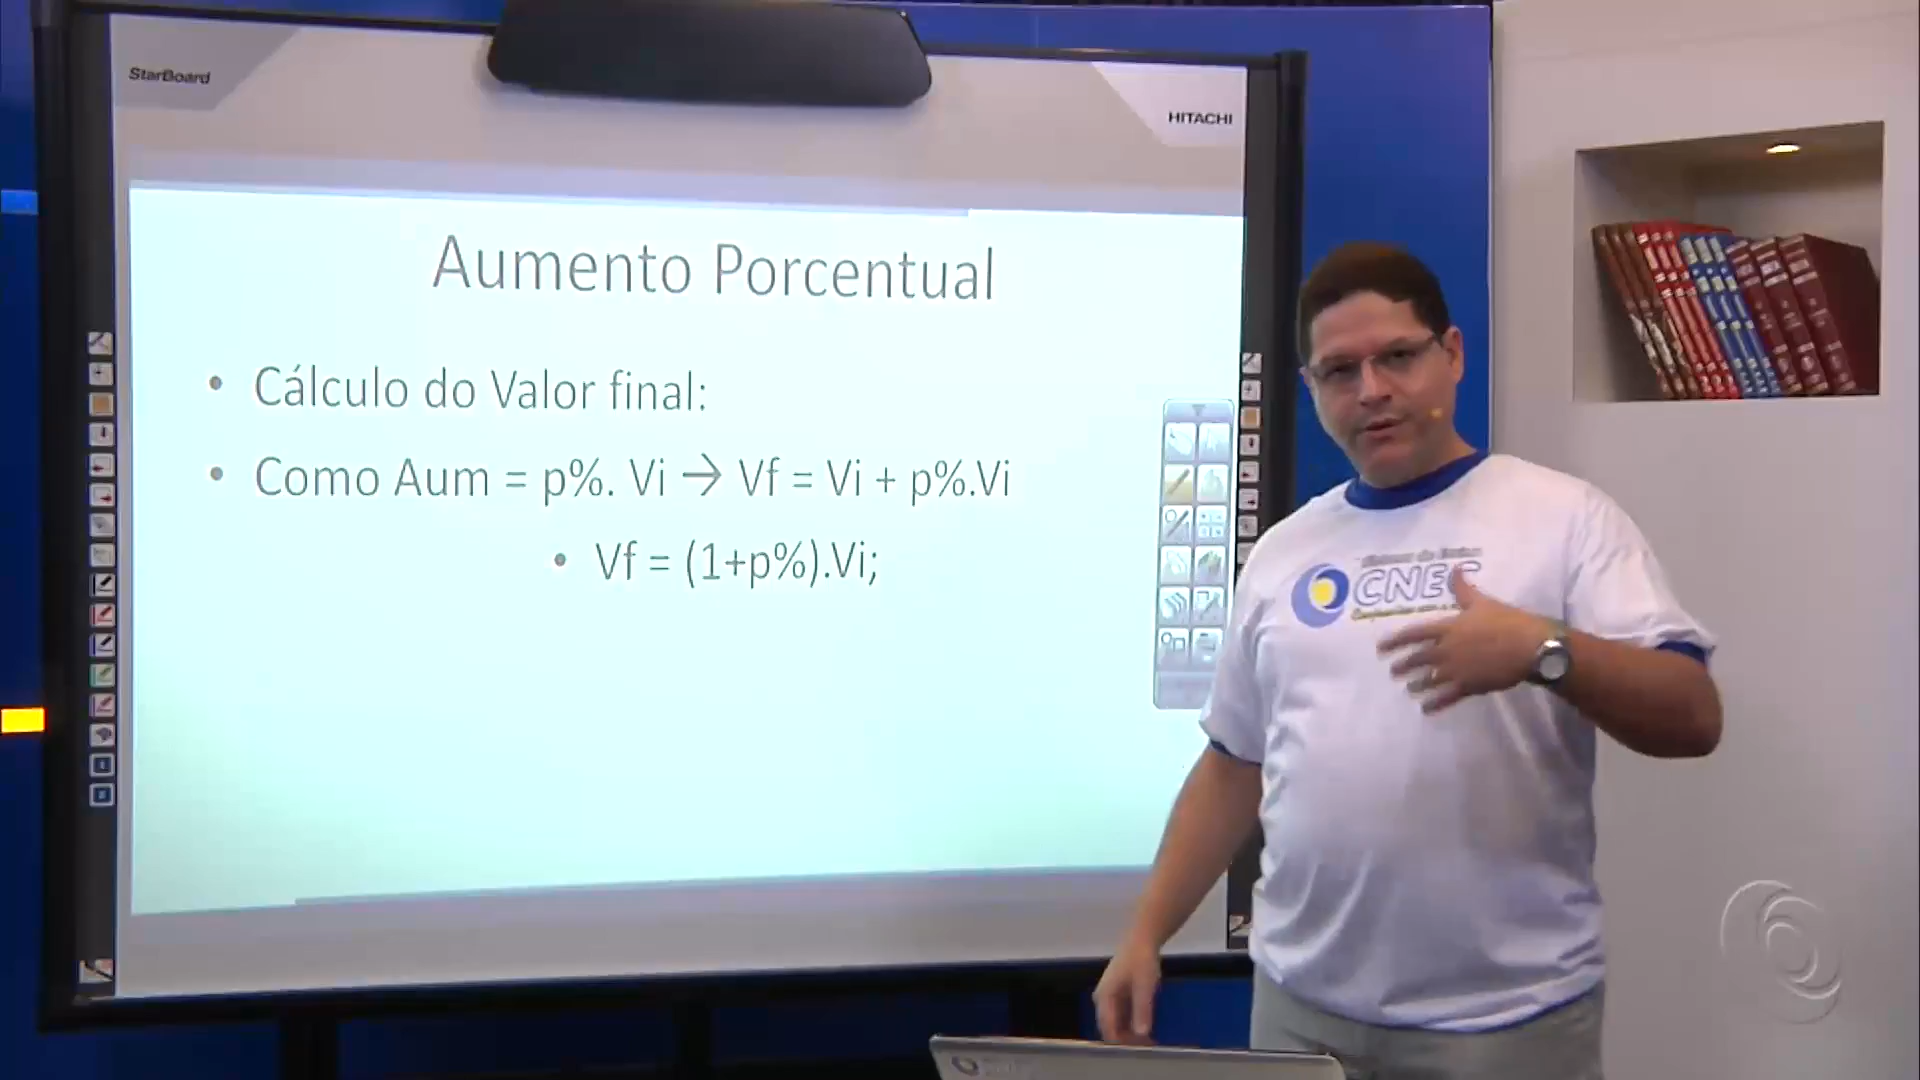 StarBoard
HITACHI
Aumento Porcentual
• Cálculo do Valor final:
• Como Aum = p%. Vi → Vf = Vi + p%.Vi
• Vf = (1+p%).Vi;
CNEC